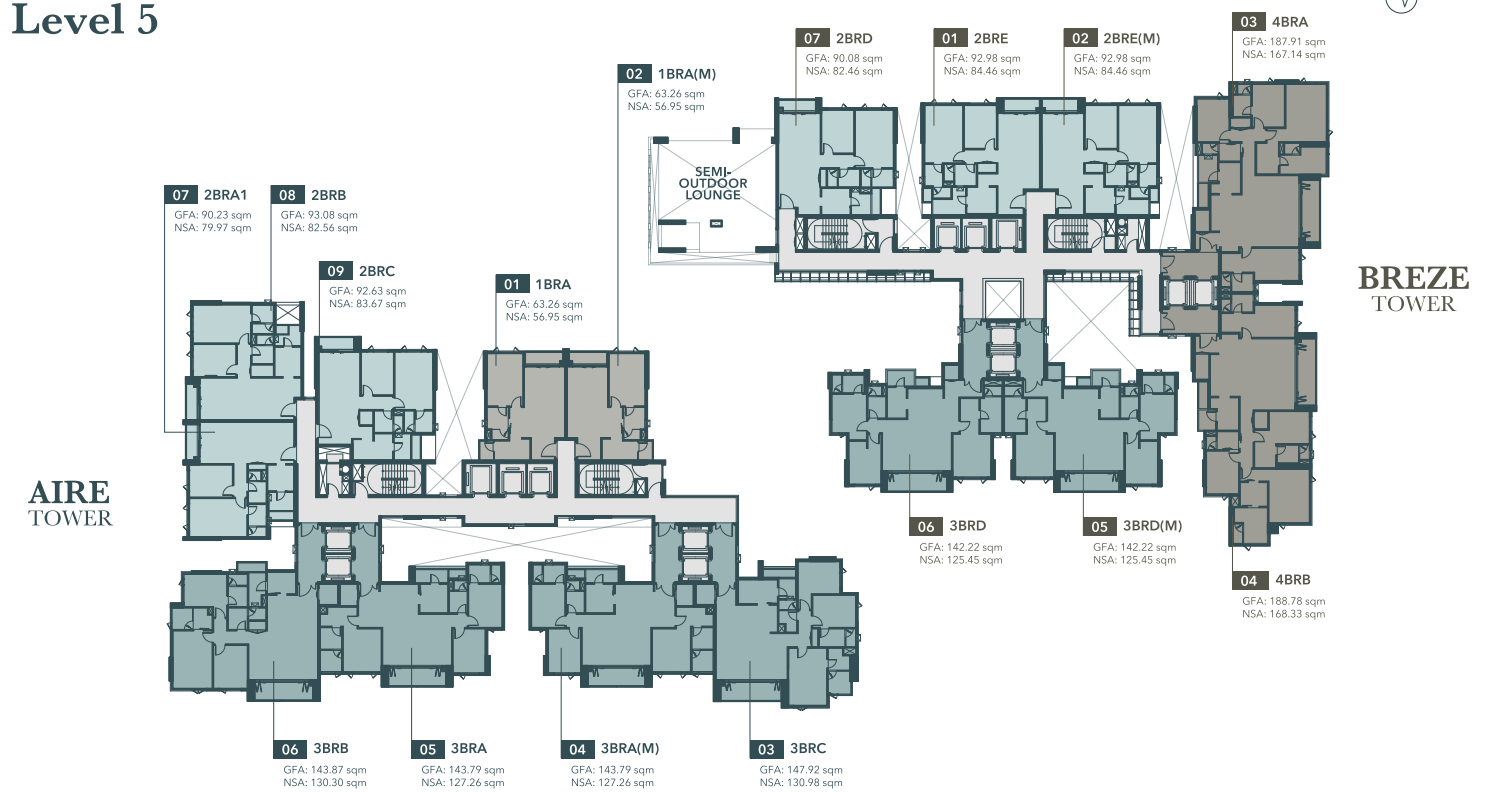 Level 5
03 4BRA
GFA: 187.91 sqm
NSA: 167.14 sqm
07 2BRD
GFA: 90.08 sqm
NSA: 82.46 sqm
01 2BRE
GFA: 92.98 sqm
NSA: 84.46 sqm
02 2BRE(M)
GFA: 92.98 sqm
NSA: 84.46 sqm
02 1BRA(M)
GFA: 63.26 sqm
NSA: 56.95 sqm
SEMI-
OUTDOOR
LOUNGE
07 2BRA1
GFA: 90.23 sqm
NSA: 79.97 sqm
08 2BRB
GFA: 93.08 sqm
NSA: 82.56 sqm
09 2BRC
GFA: 92.63 sqm
NSA: 83.67 sqm
01 1BRA
GFA: 63.26 sqm
NSA: 56.95 sqm
BREZE
TOWER
AIRE
TOWER
06 3BRD
GFA: 142.22 sqm
NSA: 125.45 sqm
05 3BRD(M)
GFA: 142.22 sqm
NSA: 125.45 sqm
04 4BRB
GFA: 188.78 sqm
NSA: 168.33 sqm
06 3BRB
GFA: 143.87 sqm
NSA: 130.30 sqm
05 3BRA
GFA: 143.79 sqm
NSA: 127.26 sqm
04 3BRA(M)
GFA: 143.79 sqm
NSA: 127.26 sqm
03 3BRC
GFA: 147.92 sqm
NSA: 130.98 sqm